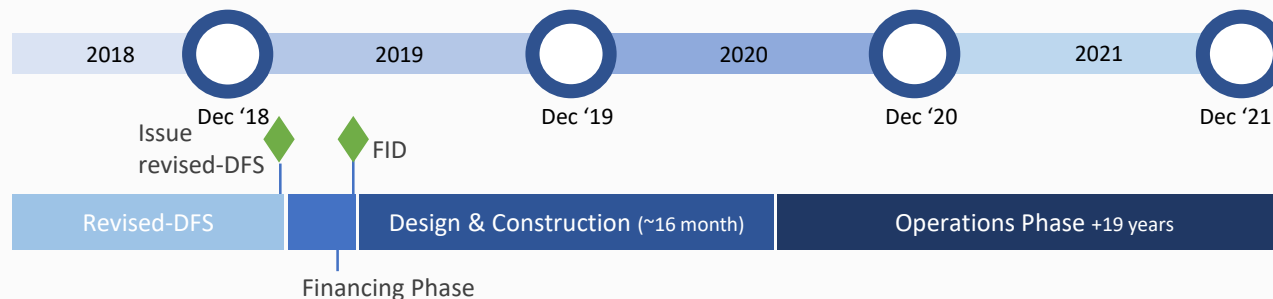 2018
2019
2020
2021
Dec ‘18
Dec ‘19
Dec ‘20
Dec ‘21
Issue
revised-DFS
FID
Revised-DFS
Design & Construction (~16 month)
Operations Phase +19 years
Financing Phase